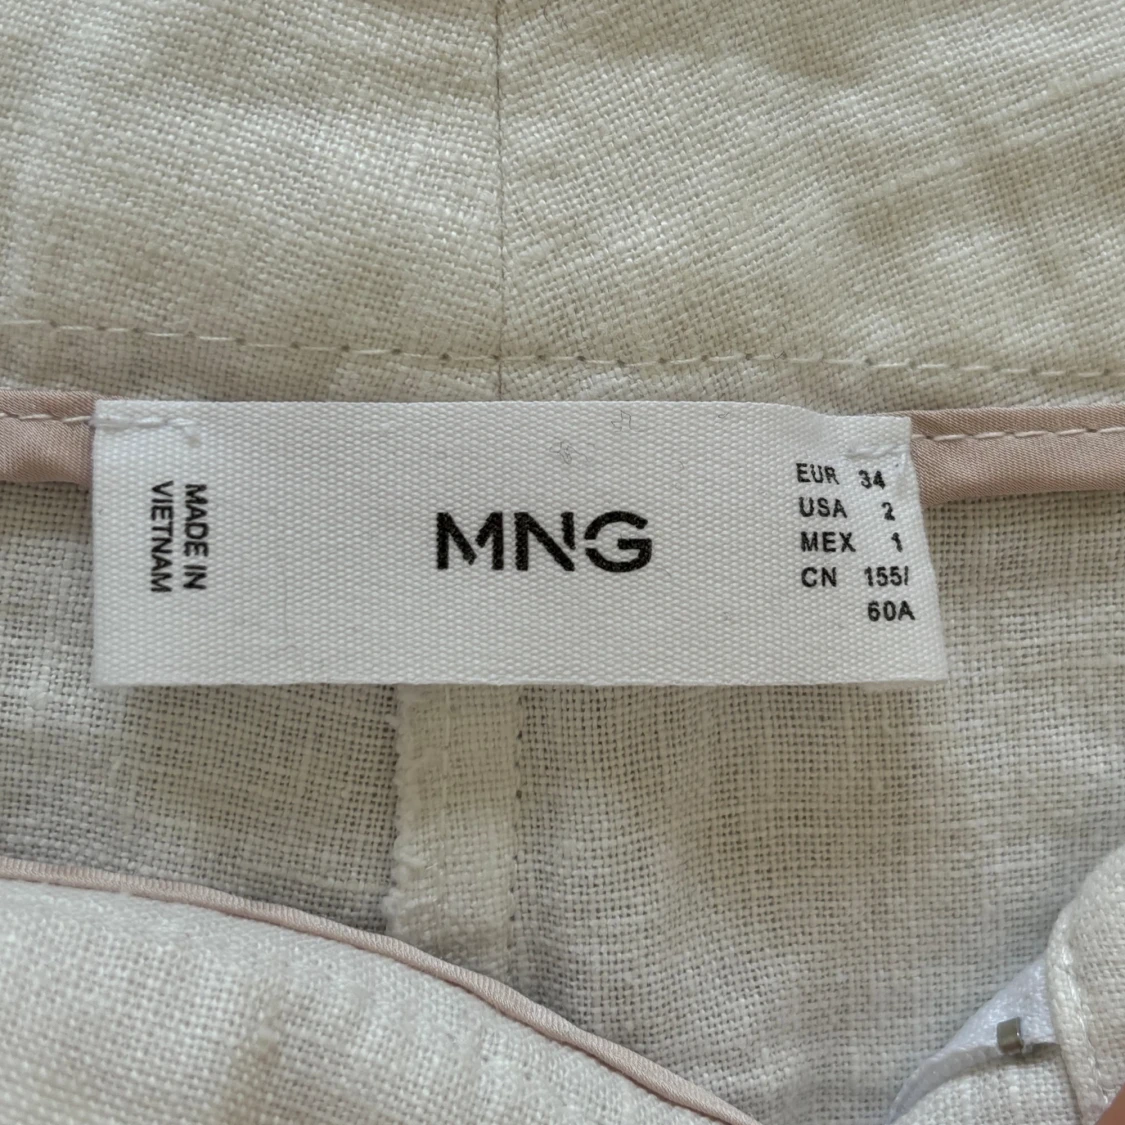 MADE IN
VIETNAM
MNG
EUR 34
USA 2
MEX 1
CN 155/
60A